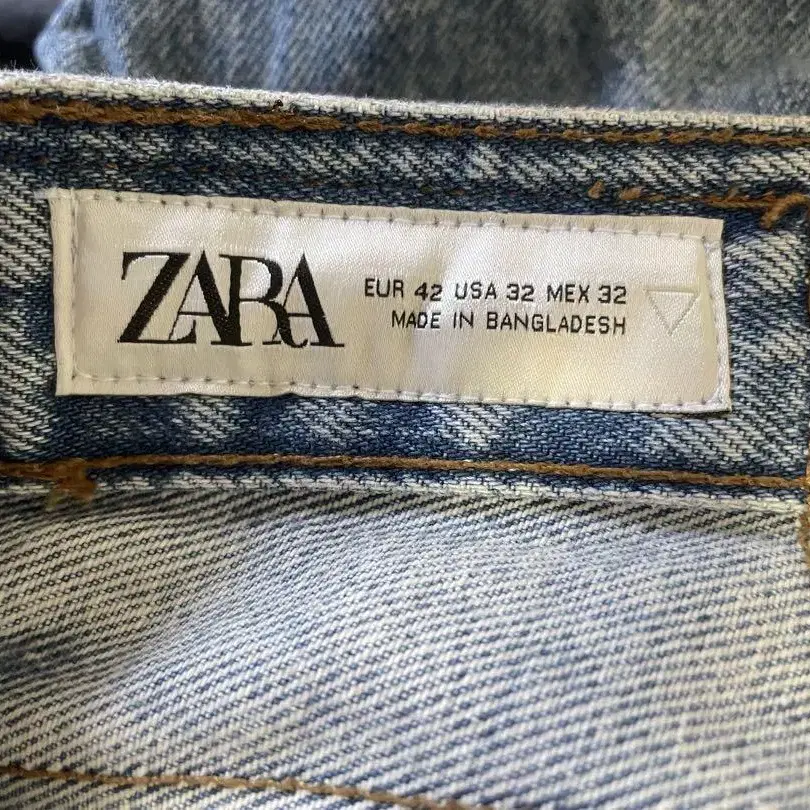 ZARA
EUR 42 USA 32 MEX 32
MADE IN BANGLADESH